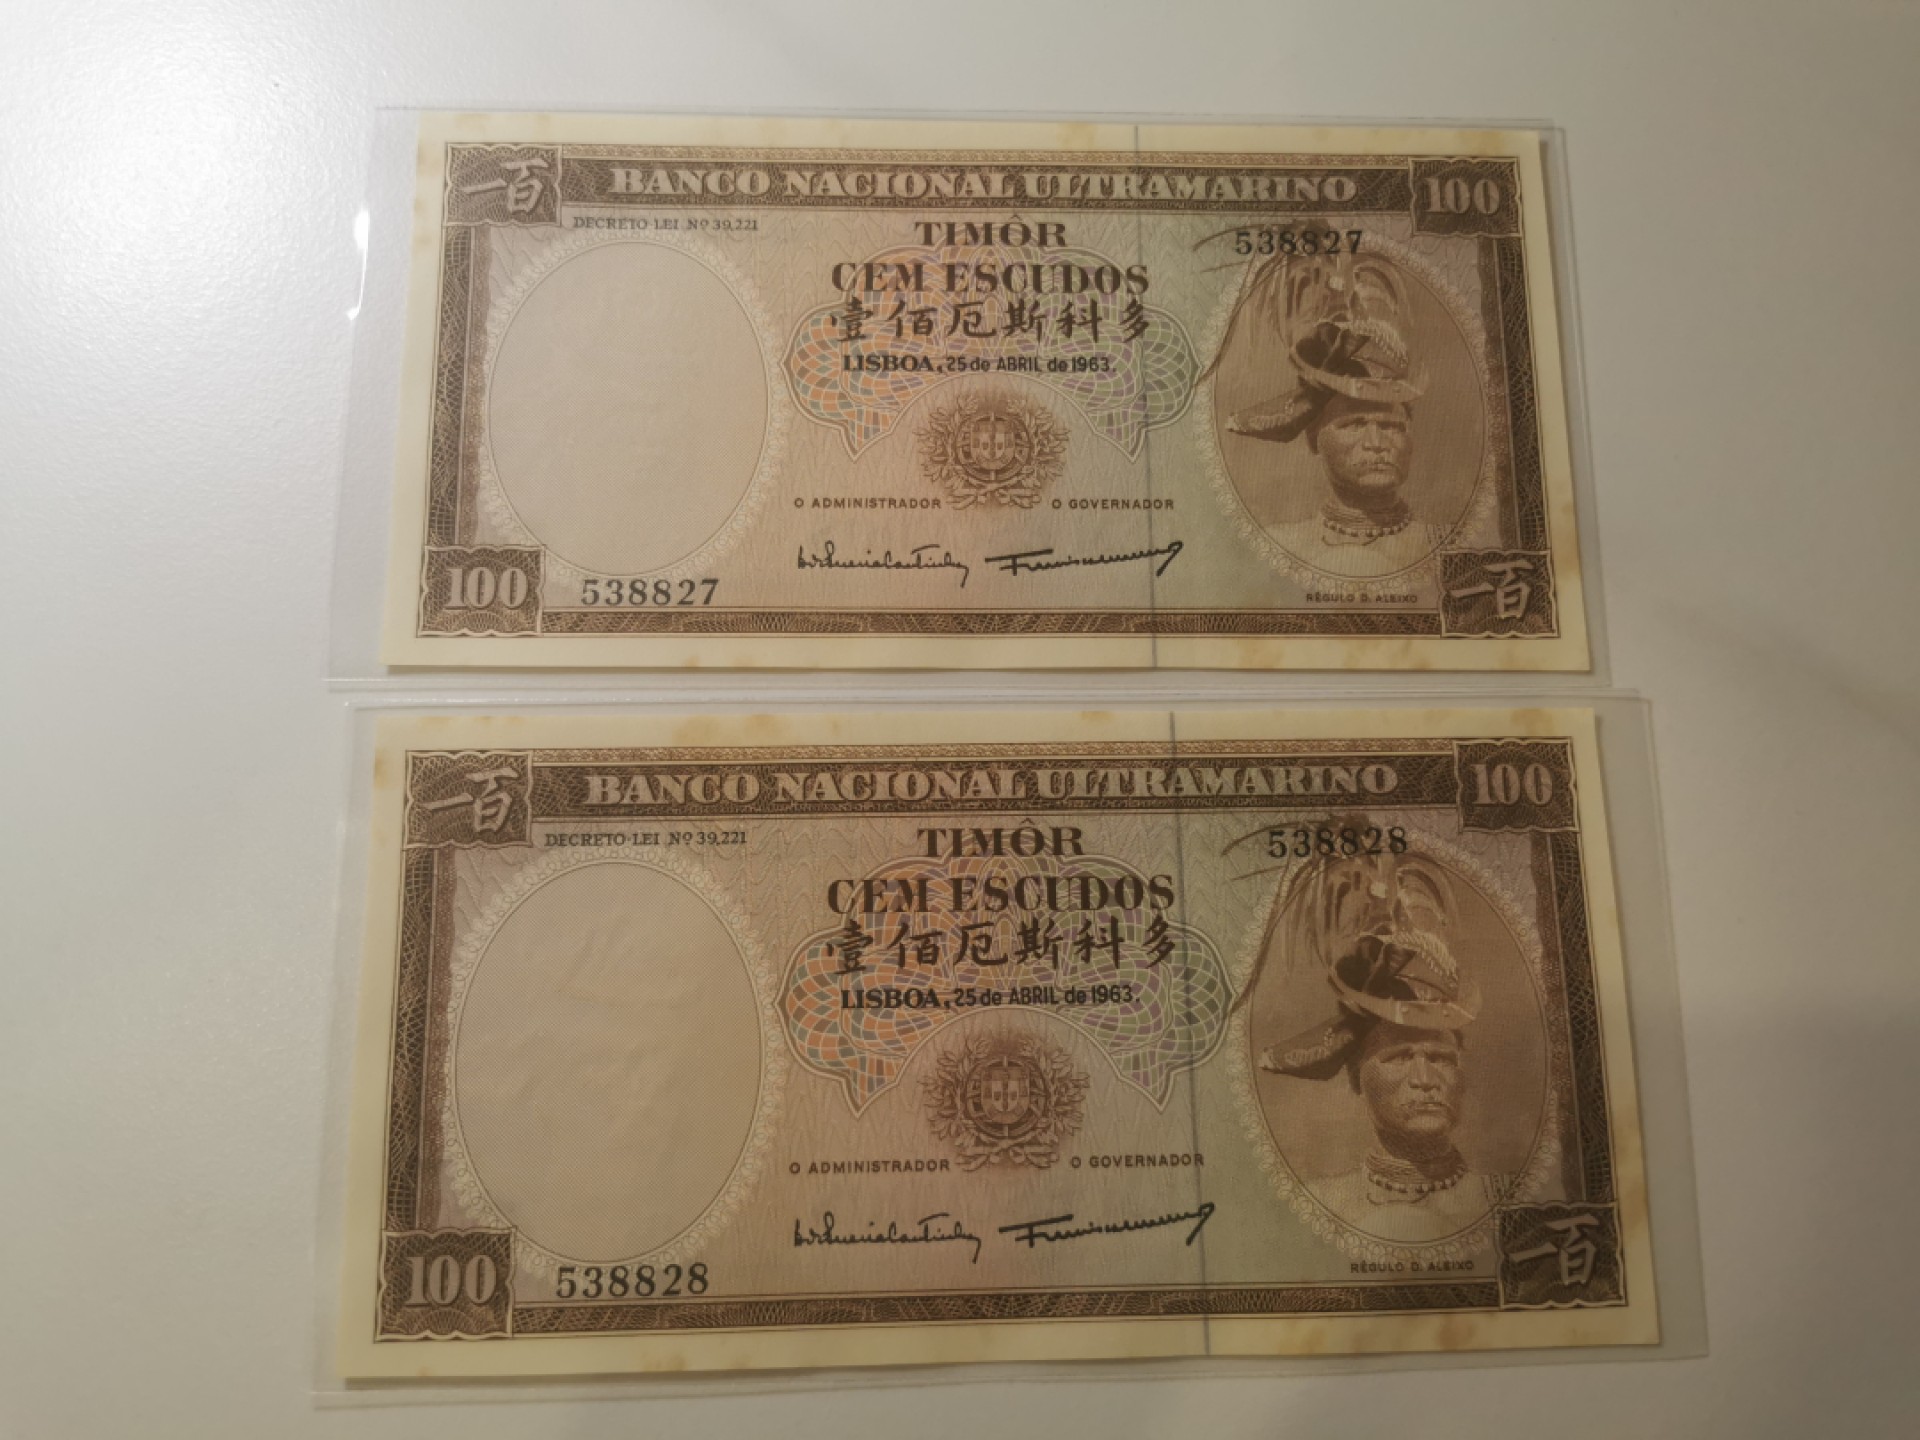 一百
BANCO NACIONAL ULTRAMARINO
100
DECRETO-LEI Nº 39,221
TIMÔR
538827
CEM ESCUDOS
壹佰厄斯科多
LISBOA, 25 de ABRIL de 1963.
O ADMINISTRADOR
O GOVERNADOR
100
538827
RÉGULO D. ALEIXO
一百
一百
BANCO NACIONAL ULTRAMARINO
100
DECRETO-LEI Nº 39,221
TIMÔR
538828
CEM ESCUDOS
壹佰厄斯科多
LISBOA, 25 de ABRIL de 1963.
O ADMINISTRADOR
O GOVERNADOR
100
538828
RÉGULO D. ALEIXO
一百